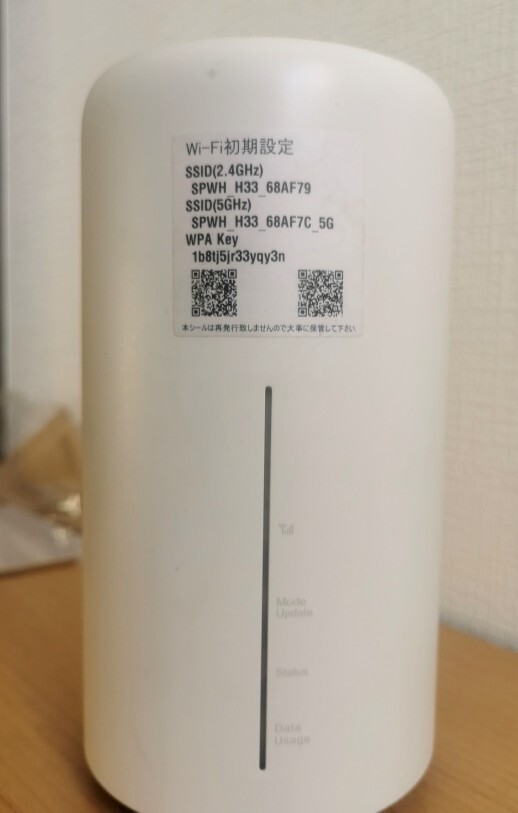 Wi-Fi初期設定
SSID(2.4GHz)
SPWH_H33_68AF79
SSID(5GHz)
SPWH_H33_68AF7C_5G
WPA Key
1b8tj5jr33yqy3n
本シールは再発行致しませんので大事に保管して下さい。
Mode
Update
Status
Data
Usage